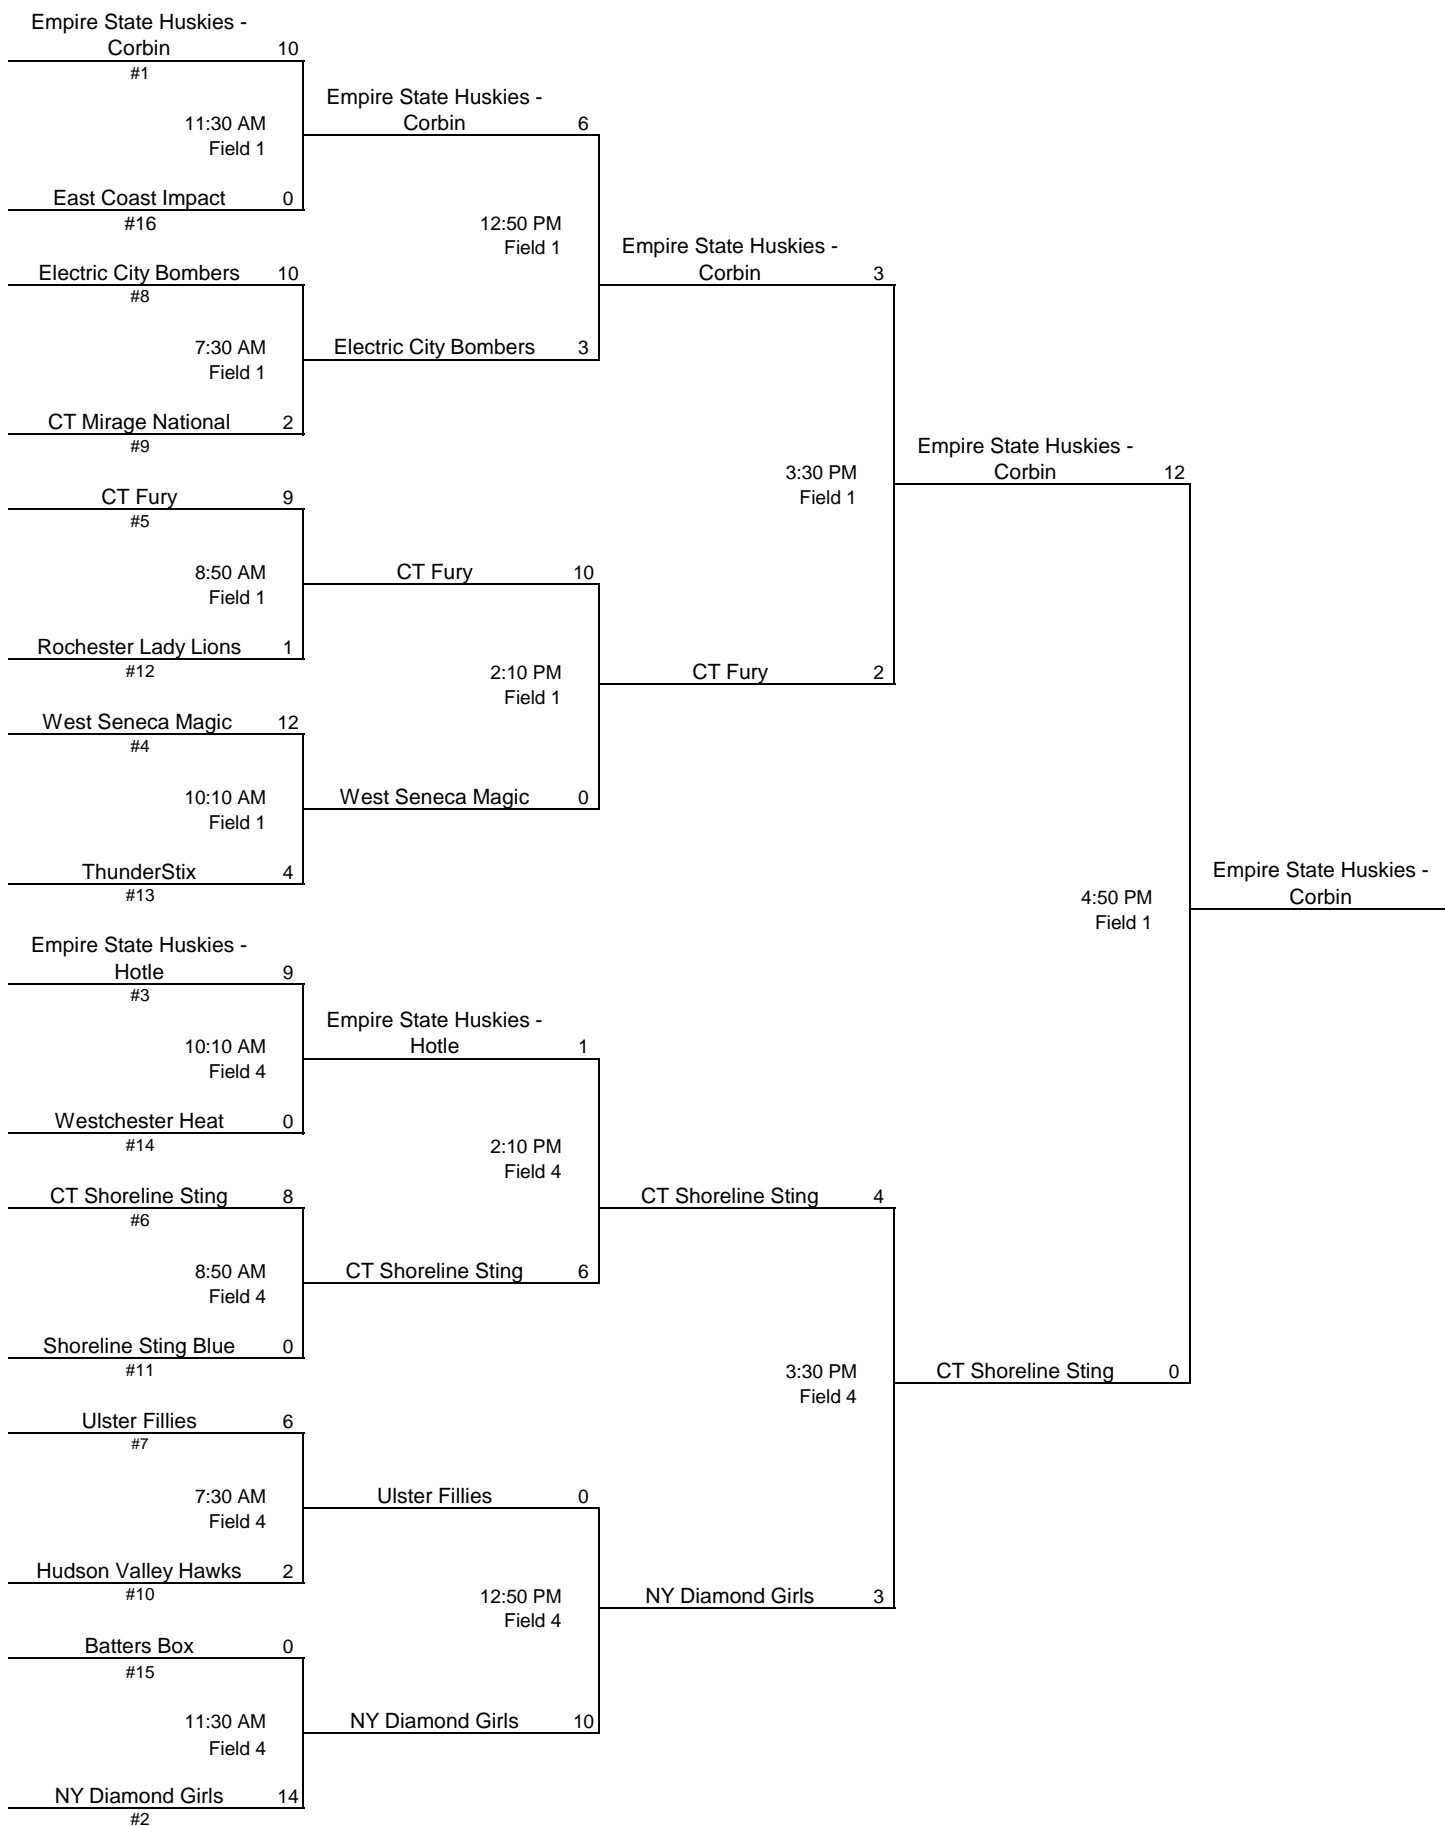 Empire State Huskies -
Corbin 10
#1
11:30 AM
Field 1
East Coast Impact 0
#16
Electric City Bombers 10
#8
7:30 AM
Field 1
CT Mirage National 2
#9
CT Fury 9
#5
8:50 AM
Field 1
Rochester Lady Lions 1
#12
West Seneca Magic 12
#4
10:10 AM
Field 1
ThunderStix 4
#13
Empire State Huskies -
Hotle 9
#3
10:10 AM
Field 4
Westchester Heat 0
#14
CT Shoreline Sting 8
#6
8:50 AM
Field 4
Shoreline Sting Blue 0
#11
Ulster Fillies 6
#7
7:30 AM
Field 4
Hudson Valley Hawks 2
#10
Batters Box 0
#15
11:30 AM
Field 4
NY Diamond Girls 14
#2
Empire State Huskies -
Corbin 6
12:50 PM
Field 1
Electric City Bombers 3
CT Fury 10
2:10 PM
Field 1
West Seneca Magic 0
Empire State Huskies -
Hotle 1
2:10 PM
Field 4
CT Shoreline Sting 6
Ulster Fillies 0
12:50 PM
Field 4
NY Diamond Girls 10
Empire State Huskies -
Corbin 3
3:30 PM
Field 1
CT Fury 2
CT Shoreline Sting 4
3:30 PM
Field 4
NY Diamond Girls 3
Empire State Huskies -
Corbin 12
4:50 PM
Field 1
CT Shoreline Sting 0
Empire State Huskies -
Corbin